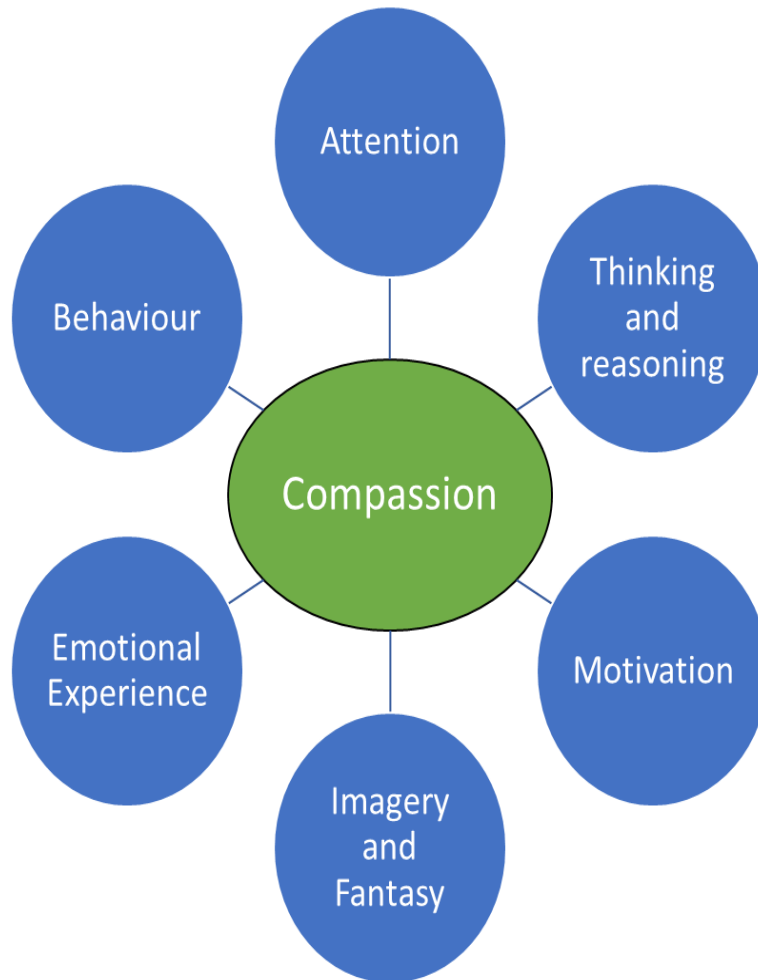 Attention
Thinking
and
reasoning
Behaviour
Compassion
Emotional
Experience
Motivation
Imagery
and
Fantasy